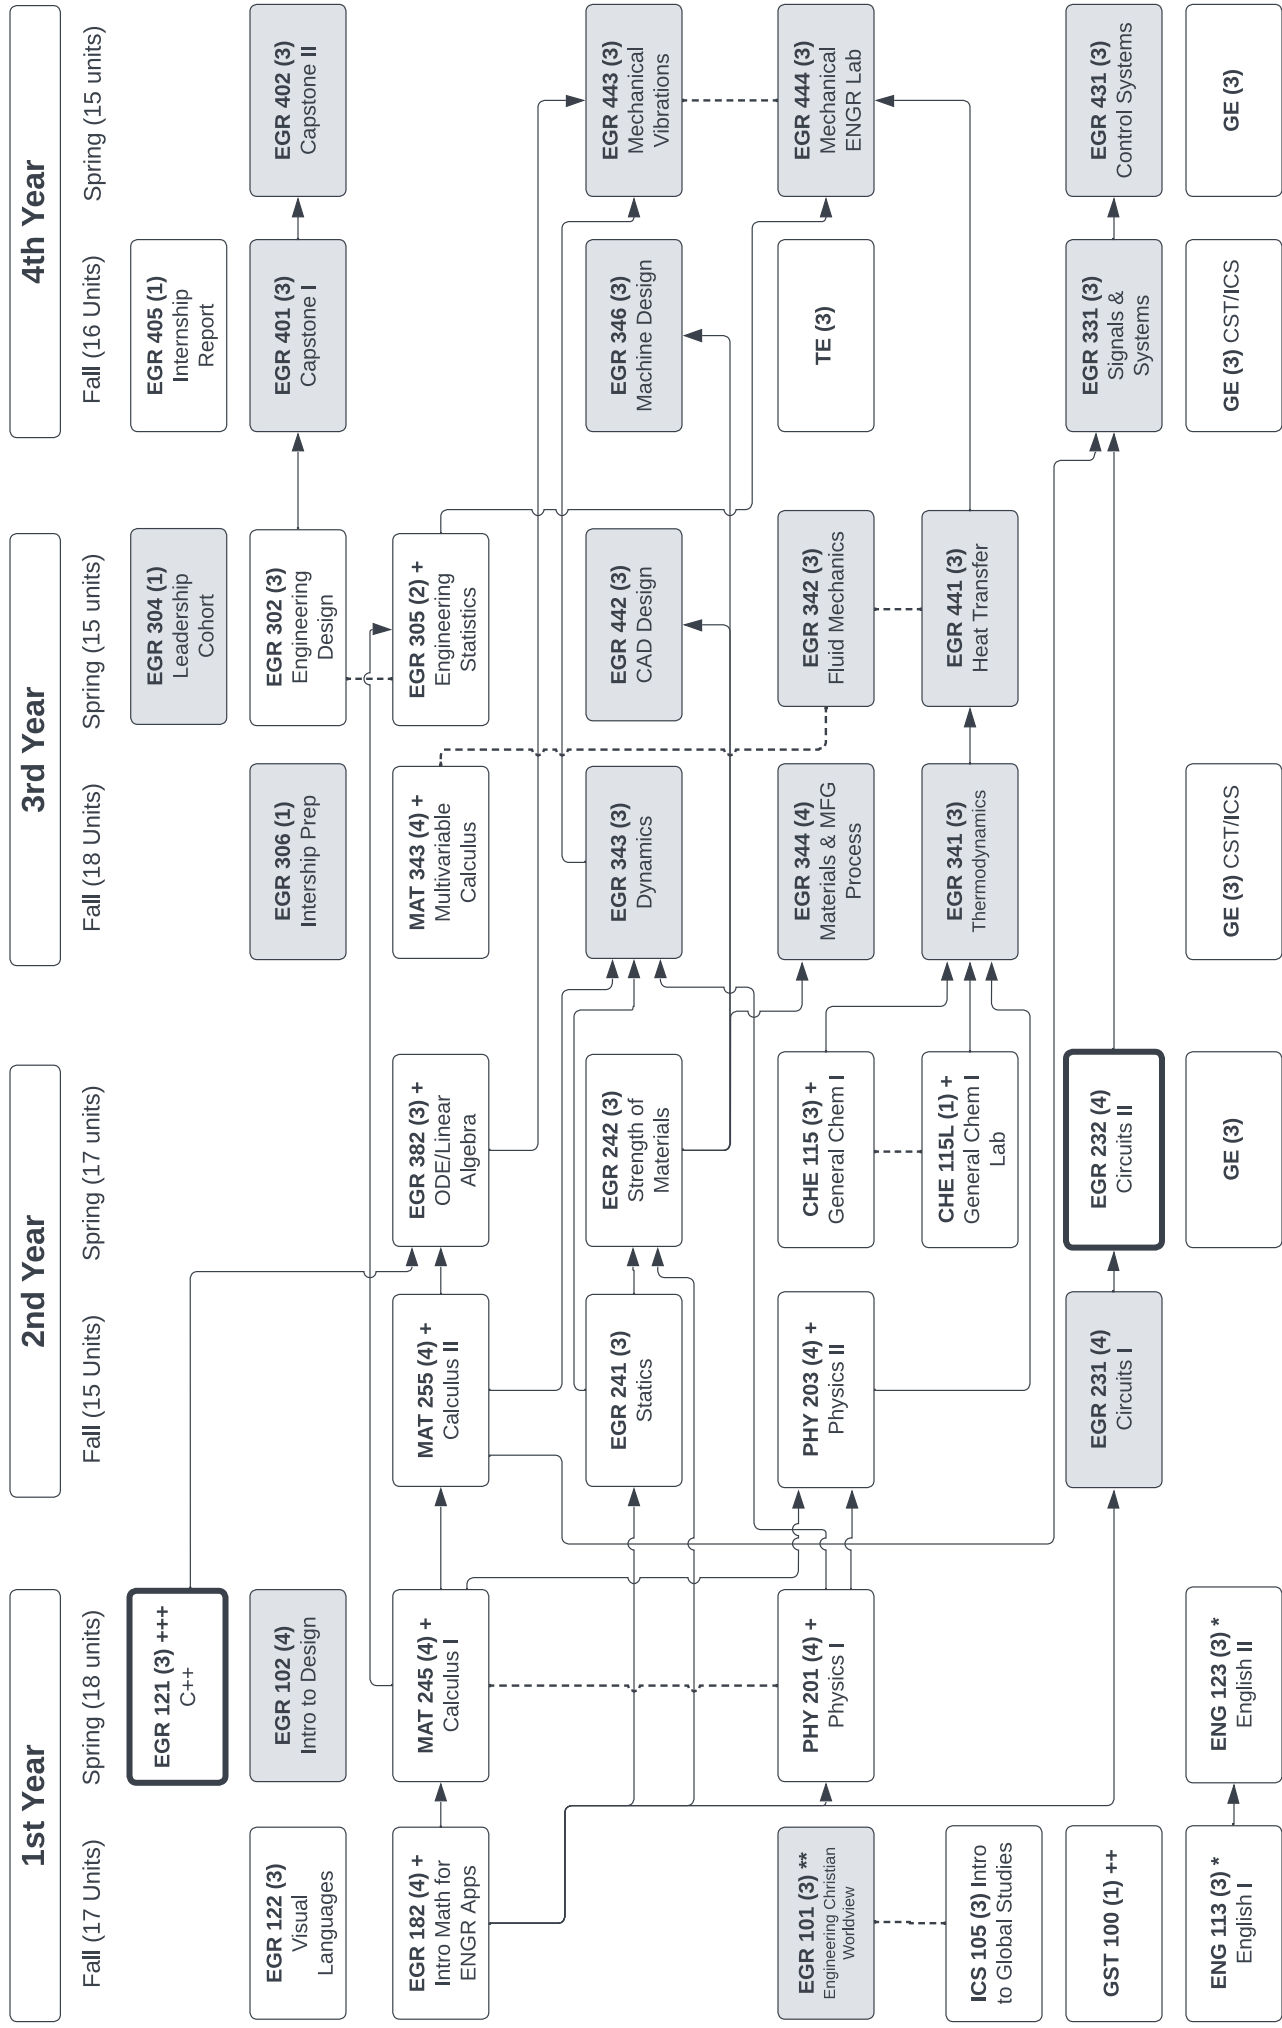 1st Year
2nd Year
3rd Year
4th Year
Fall (17 Units)
Spring (18 units)
Fall (15 Units)
Spring (17 units)
Fall (18 Units)
Spring (15 units)
Fall (16 Units)
Spring (15 units)
EGR 121 (3) +++
C++
EGR 304 (1)
Leadership
Cohort
EGR 405 (1)
Internship
Report
EGR 122 (3)
Visual
Languages
EGR 102 (4)
Intro to Design
EGR 306 (1)
Intership Prep
EGR 302 (3)
Engineering
Design
EGR 401 (3)
Capstone I
EGR 402 (3)
Capstone II
EGR 182 (4) +
Intro Math for
ENGR Apps
MAT 245 (4) +
Calculus I
MAT 255 (4) +
Calculus II
EGR 382 (3) +
ODE/Linear
Algebra
MAT 343 (4) +
Multivariable
Calculus
EGR 305 (2) +
Engineering
Statistics
EGR 241 (3)
Statics
EGR 242 (3)
Strength of
Materials
EGR 343 (3)
Dynamics
EGR 442 (3)
CAD Design
EGR 346 (3)
Machine Design
EGR 443 (3)
Mechanical
Vibrations
EGR 101 (3) **
Engineering Christian
Worldview
PHY 201 (4) +
Physics I
PHY 203 (4) +
Physics II
CHE 115 (3) +
General Chem I
EGR 344 (4)
Materials & MFG
Process
EGR 342 (3)
Fluid Mechanics
TE (3)
EGR 444 (3)
Mechanical
ENGR Lab
ICS 105 (3) Intro
to Global Studies
CHE 115L (1) +
General Chem I
Lab
EGR 341 (3)
Thermodynamics
EGR 441 (3)
Heat Transfer
GST 100 (1) ++
EGR 231 (4)
Circuits I
EGR 232 (4)
Circuits II
EGR 331 (3)
Signals &
Systems
EGR 431 (3)
Control Systems
ENG 113 (3) *
English I
ENG 123 (3) *
English II
GE (3)
GE (3) CST/ICS
GE (3) CST/ICS
GE (3)